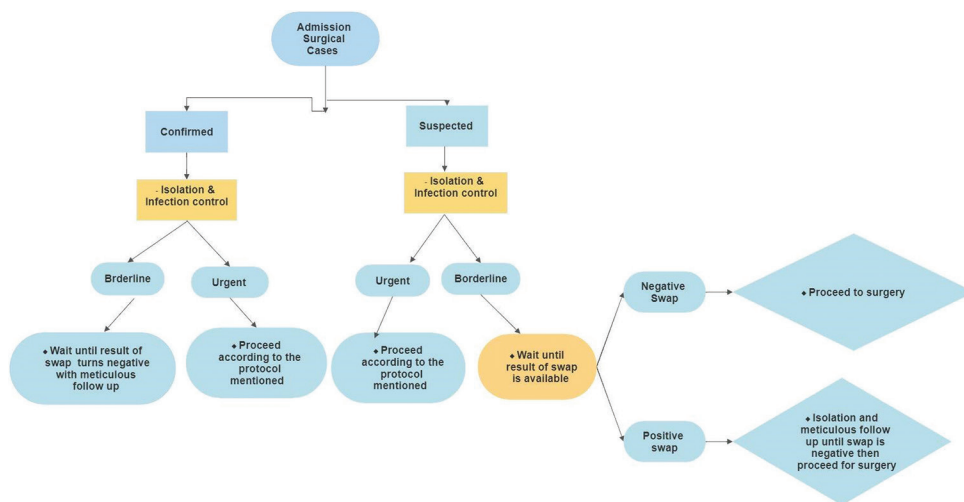 Admission
Surgical
Cases
Confirmed
Suspected
- Isolation &
Infection control
- Isolation &
Infection control
Brderline
Urgent
Urgent
Borderline
Negative
Swap
◆ Proceed to surgery
◆ Wait until result of
swap turns negative
with meticulous
follow up
◆ Proceed
according to the
protocol
mentioned
◆ Proceed
according to the
protocol
mentioned
◆ Wait until
result of swap
is available
Positive
swap
◆ Isolation and
meticulous follow
up until swap is
negative then
proceed for surgery